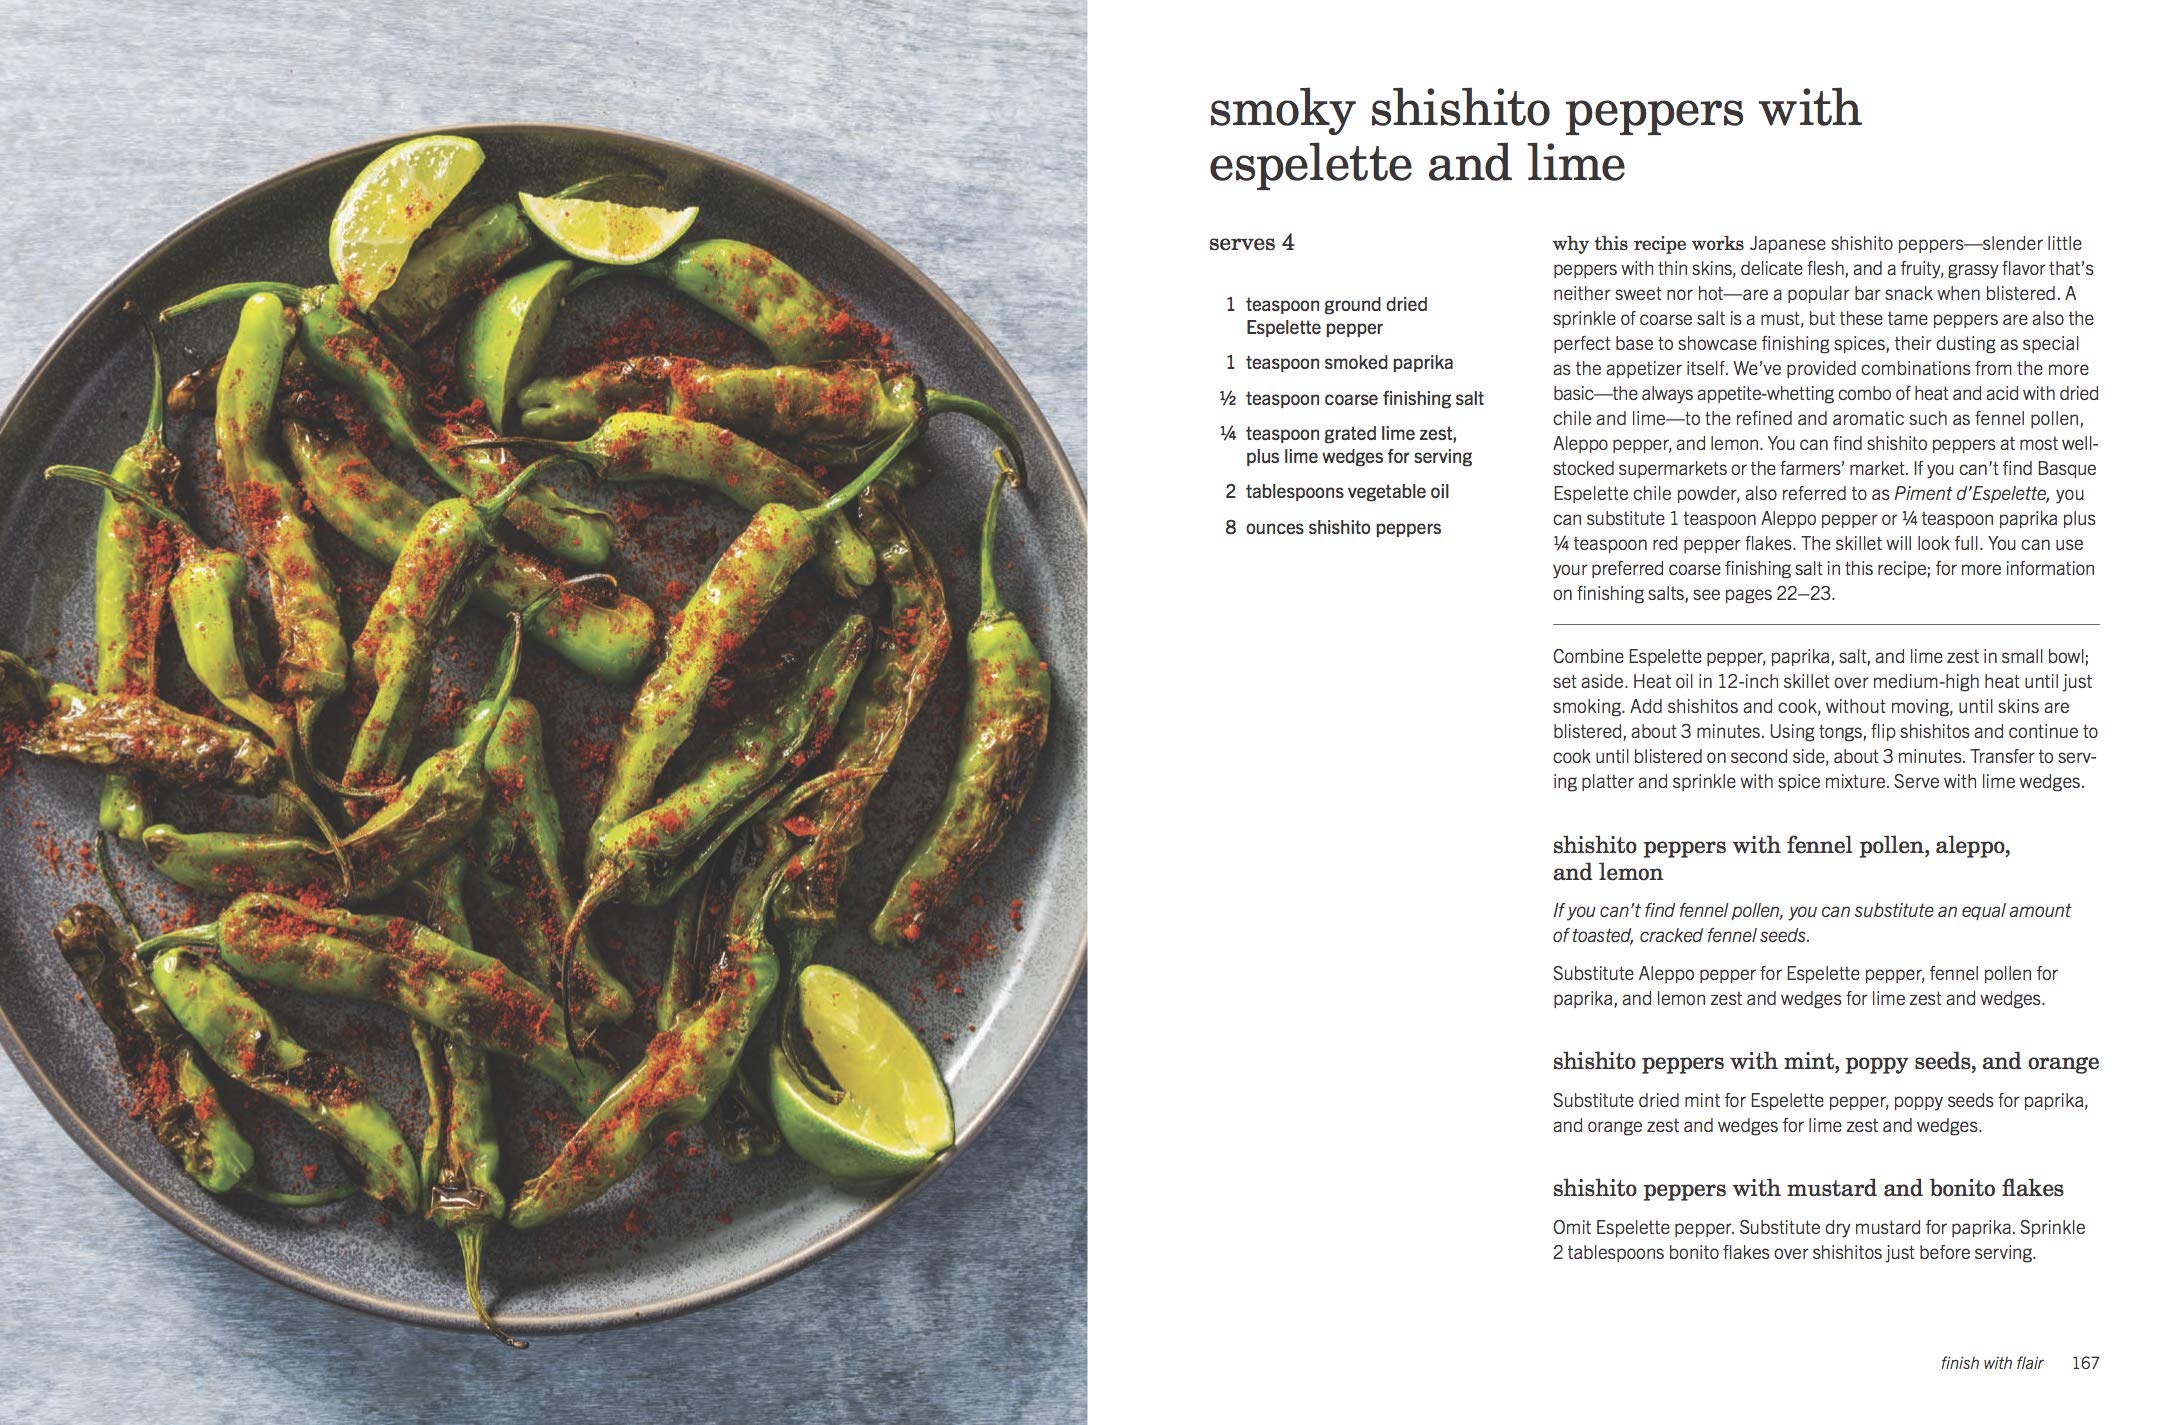 smoky shishito peppers with
espelette and lime
serves 4
1 teaspoon ground dried
Espelette pepper
1 teaspoon smoked paprika
½ teaspoon coarse finishing salt
¼ teaspoon grated lime zest,
plus lime wedges for serving
2 tablespoons vegetable oil
8 ounces shishito peppers
why this recipe works Japanese shishito peppers—slender little
peppers with thin skins, delicate flesh, and a fruity, grassy flavor that's
neither sweet nor hot—are a popular bar snack when blistered. A
sprinkle of coarse salt is a must, but these tame peppers are also the
perfect base to showcase finishing spices, their dusting as special
as the appetizer itself. We've provided combinations from the more
basic—the always appetite-whetting combo of heat and acid with dried
chile and lime—to the refined and aromatic such as fennel pollen,
Aleppo pepper, and lemon. You can find shishito peppers at most well-
stocked supermarkets or the farmers' market. If you can't find Basque
Espelette chile powder, also referred to as Piment d'Espelette, you
can substitute 1 teaspoon Aleppo pepper or ¼ teaspoon paprika plus
¼ teaspoon red pepper flakes. The skillet will look full. You can use
your preferred coarse finishing salt in this recipe; for more information
on finishing salts, see pages 22–23.
Combine Espelette pepper, paprika, salt, and lime zest in small bowl;
set aside. Heat oil in 12-inch skillet over medium-high heat until just
smoking. Add shishitos and cook, without moving, until skins are
blistered, about 3 minutes. Using tongs, flip shishitos and continue to
cook until blistered on second side, about 3 minutes. Transfer to serv-
ing platter and sprinkle with spice mixture. Serve with lime wedges.
shishito peppers with fennel pollen, aleppo,
and lemon
If you can't find fennel pollen, you can substitute an equal amount
of toasted, cracked fennel seeds.
Substitute Aleppo pepper for Espelette pepper, fennel pollen for
paprika, and lemon zest and wedges for lime zest and wedges.
shishito peppers with mint, poppy seeds, and orange
Substitute dried mint for Espelette pepper, poppy seeds for paprika,
and orange zest and wedges for lime zest and wedges.
shishito peppers with mustard and bonito flakes
Omit Espelette pepper. Substitute dry mustard for paprika. Sprinkle
2 tablespoons bonito flakes over shishitos just before serving.
finish with flair 167